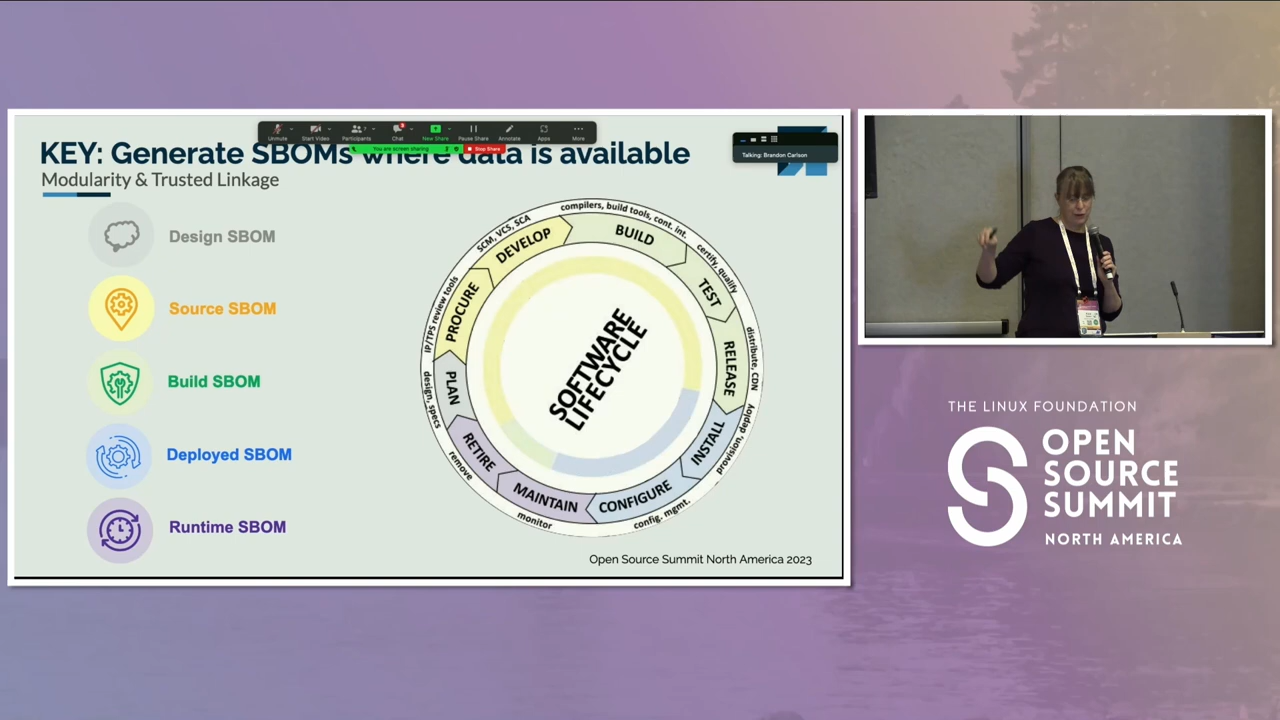 Unmute
Start Video
Participants
Chat
New Share
Pause Share
Annotate
Apps
More
You are screen sharing
Stop Share
Talking: Brandon Carlson
KEY: Generate SBOMs where data is available
Modularity & Trusted Linkage
Design SBOM
Source SBOM
Build SBOM
Deployed SBOM
Runtime SBOM
SOFTWARE
LIFECYCLE
PLAN
design, specs
PROCURE
IP/TPS review tools
DEVELOP
SCM, VCS, SCA
BUILD
compilers, build tools, cont. int.
TEST
certify, qualify
RELEASE
distribute, CDN
INSTALL
provision, deploy
CONFIGURE
config. mgmt.
MAINTAIN
monitor
RETIRE
remove
Open Source Summit North America 2023
THE LINUX FOUNDATION
OPEN
SOURCE
SUMMIT
NORTH AMERICA